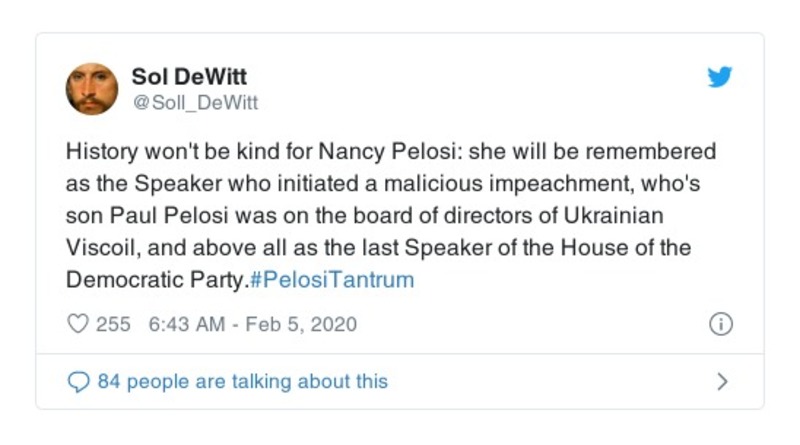 Sol DeWitt
@Soll_DeWitt
History won't be kind for Nancy Pelosi: she will be remembered
as the Speaker who initiated a malicious impeachment, who's
son Paul Pelosi was on the board of directors of Ukrainian
Viscoil, and above all as the last Speaker of the House of the
Democratic Party.#PelosiTantrum
255 6:43 AM - Feb 5, 2020
84 people are talking about this